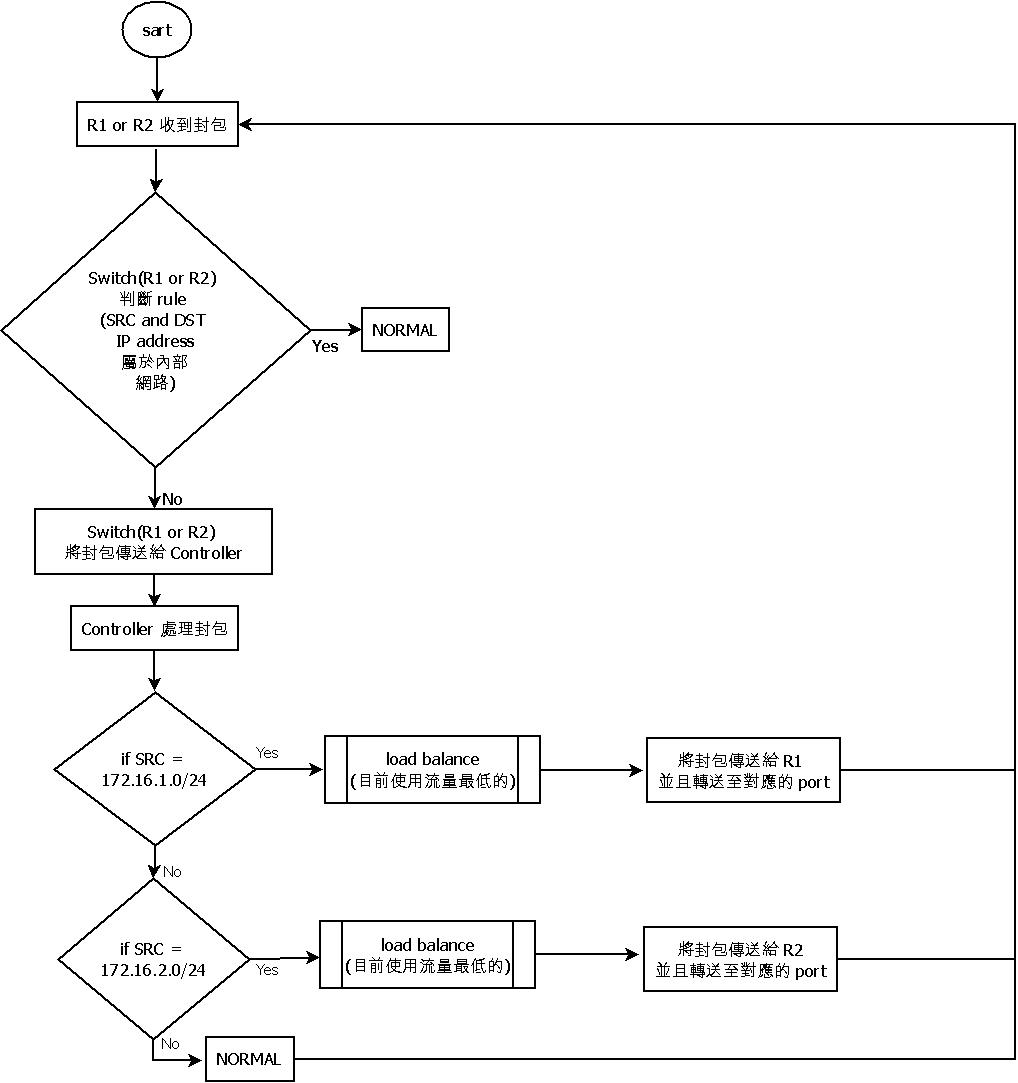 sart
R1 or R2 收到封包
Switch(R1 or R2)
判斷 rule
(SRC and DST
IP address
屬於內部
網路)
Yes
NORMAL
No
Switch(R1 or R2)
將封包傳送給 Controller
Controller 處理封包
if SRC =
172.16.1.0/24
Yes
load balance
(目前使用流量最低的)
將封包傳送給 R1
並且轉送至對應的 port
No
if SRC =
172.16.2.0/24
Yes
load balance
(目前使用流量最低的)
將封包傳送給 R2
並且轉送至對應的 port
No
NORMAL